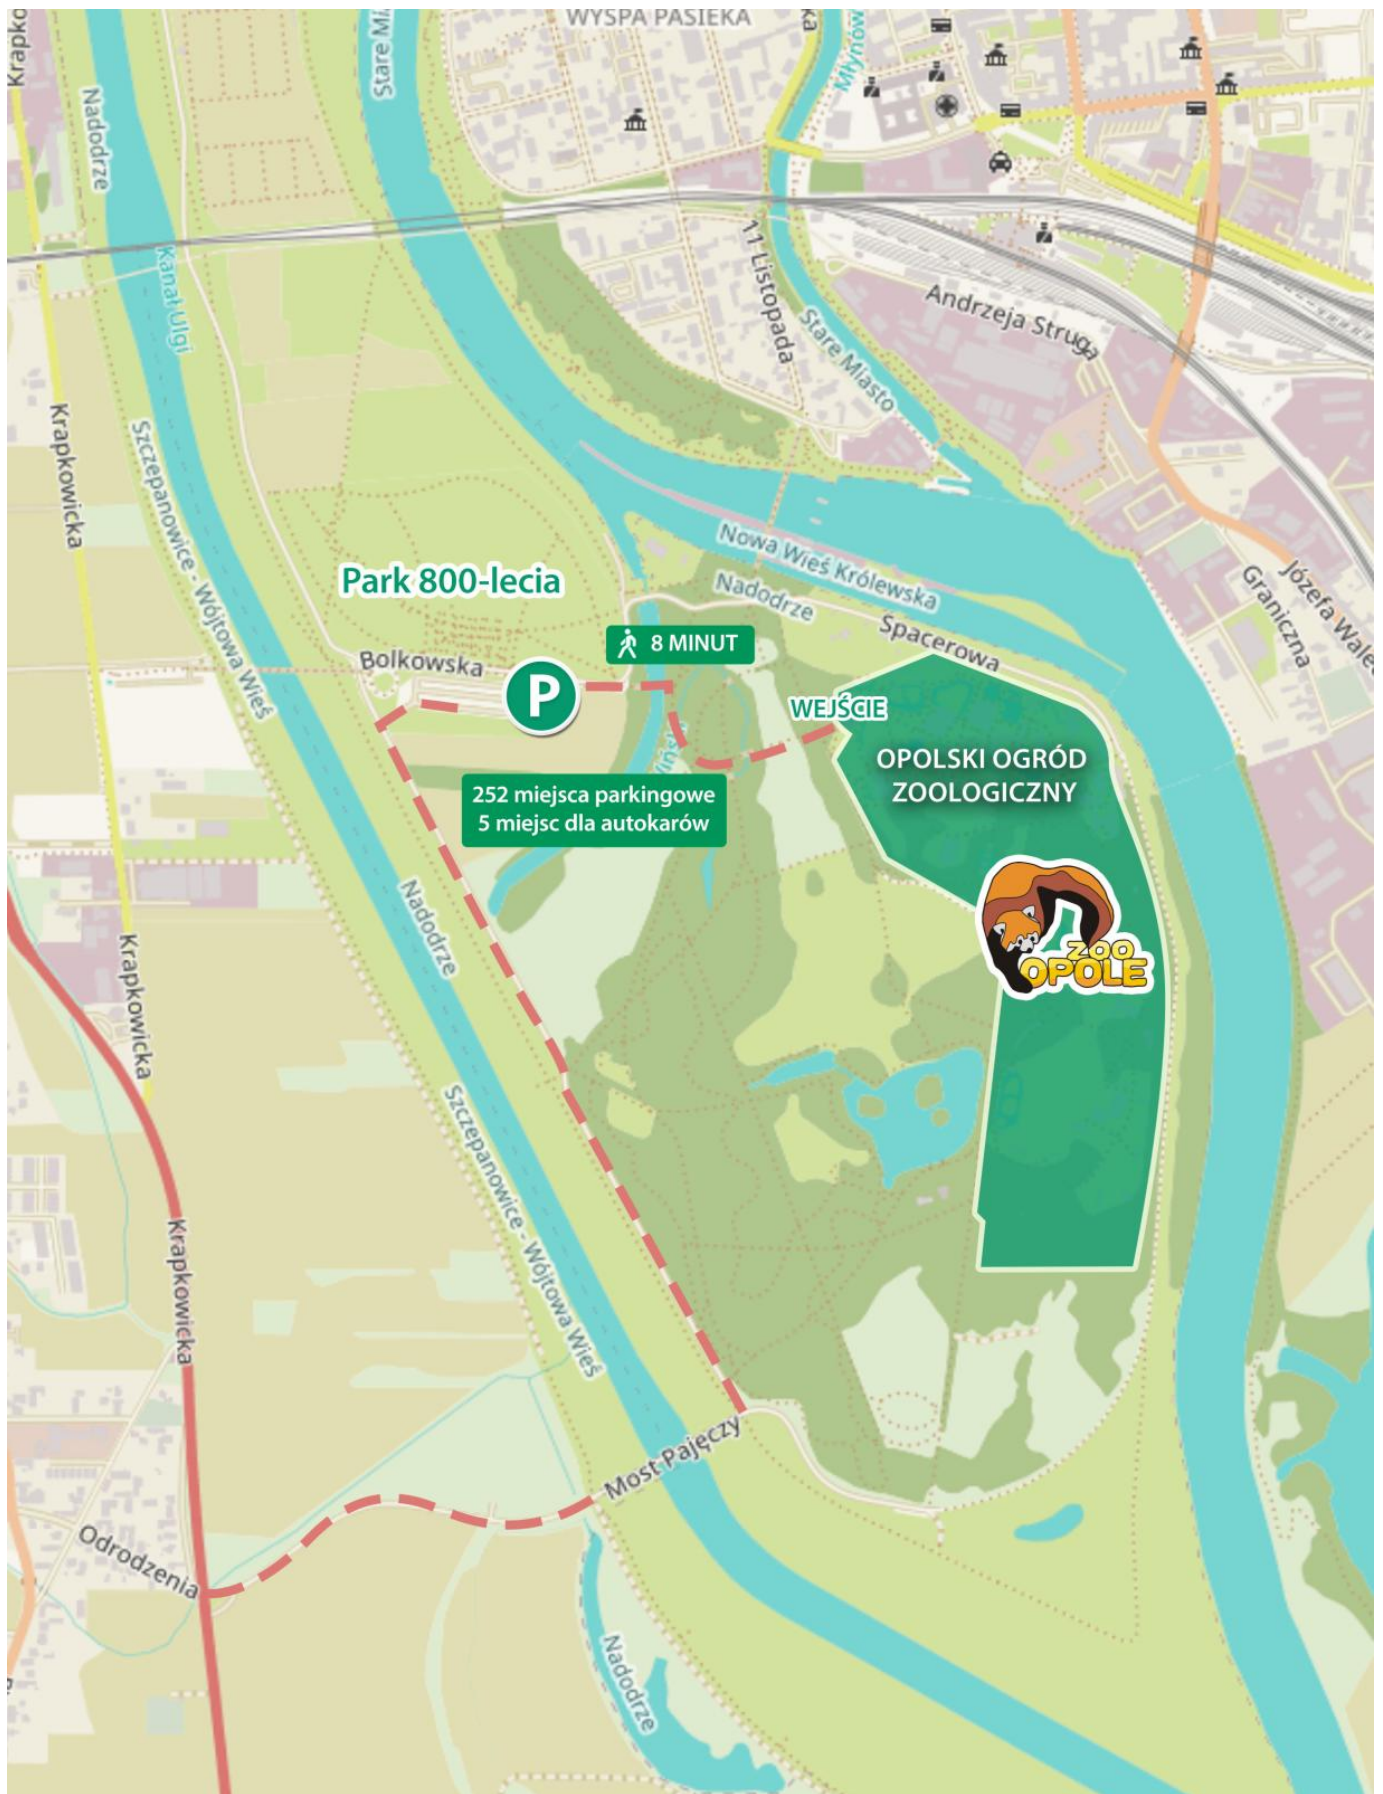 WYSPA PASIEKA
Krapko
Stare Mi
Młynów
ka
Nadodrze
Kanał Ulgi
11 Listopada
Stare Miasto
Andrzeja Struga
Krapkowicka
Szczepanowice - Wójtowa Wieś
Nowa Wieś Królewska
Nadodrze
Spacerowa
Graniczna
Józefa Walec
Park 800-lecia
8 MINUT
Bolkowska
P
WEJŚCIE
OPOLSKI OGRÓD
ZOOLOGICZNY
252 miejsca parkingowe
5 miejsc dla autokarów
ZOO
OPOLE
Nadodrze
Krapkowicka
Szczepanowice - Wójtowa Wieś
Krapkowicka
Most Pajęczy
Odrodzenia
Nadodrze